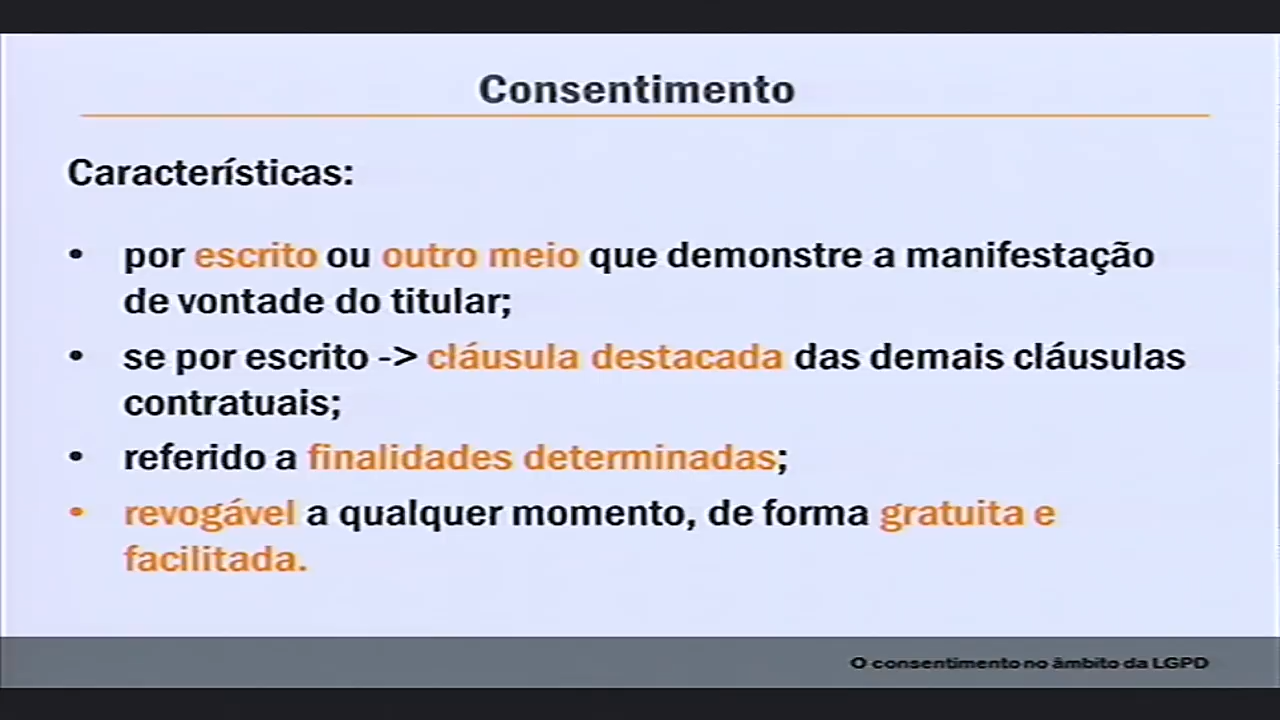 Consentimento
Características:
• por escrito ou outro meio que demonstre a manifestação
de vontade do titular;
• se por escrito -> cláusula destacada das demais cláusulas
contratuais;
• referido a finalidades determinadas;
• revogável a qualquer momento, de forma gratuita e
facilitada.
O consentimento no âmbito da LGPD